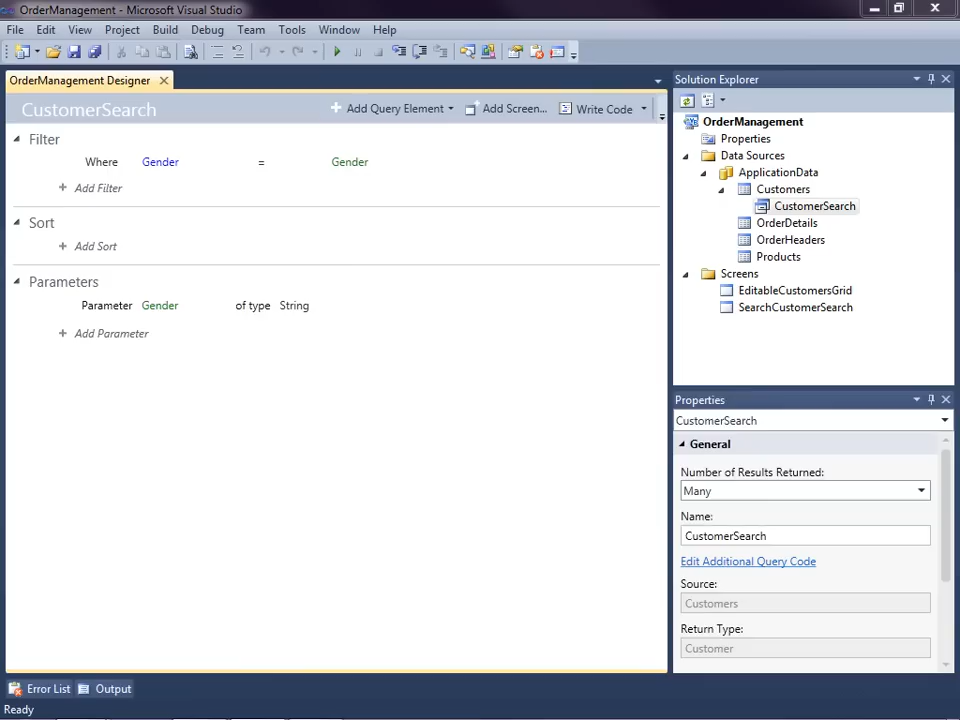 OrderManagement - Microsoft Visual Studio
File Edit View Project Build Debug Team Tools Window Help
OrderManagement Designer
CustomerSearch
Add Query Element Add Screen... Write Code
Filter
Where Gender = Gender
Add Filter
Sort
Add Sort
Parameters
Parameter Gender of type String
Add Parameter
Solution Explorer
OrderManagement
Properties
Data Sources
ApplicationData
Customers
CustomerSearch
OrderDetails
OrderHeaders
Products
Screens
EditableCustomersGrid
SearchCustomerSearch
Properties
CustomerSearch
General
Number of Results Returned:
Many
Name:
CustomerSearch
Edit Additional Query Code
Source:
Customers
Return Type:
Customer
Error List Output
Ready